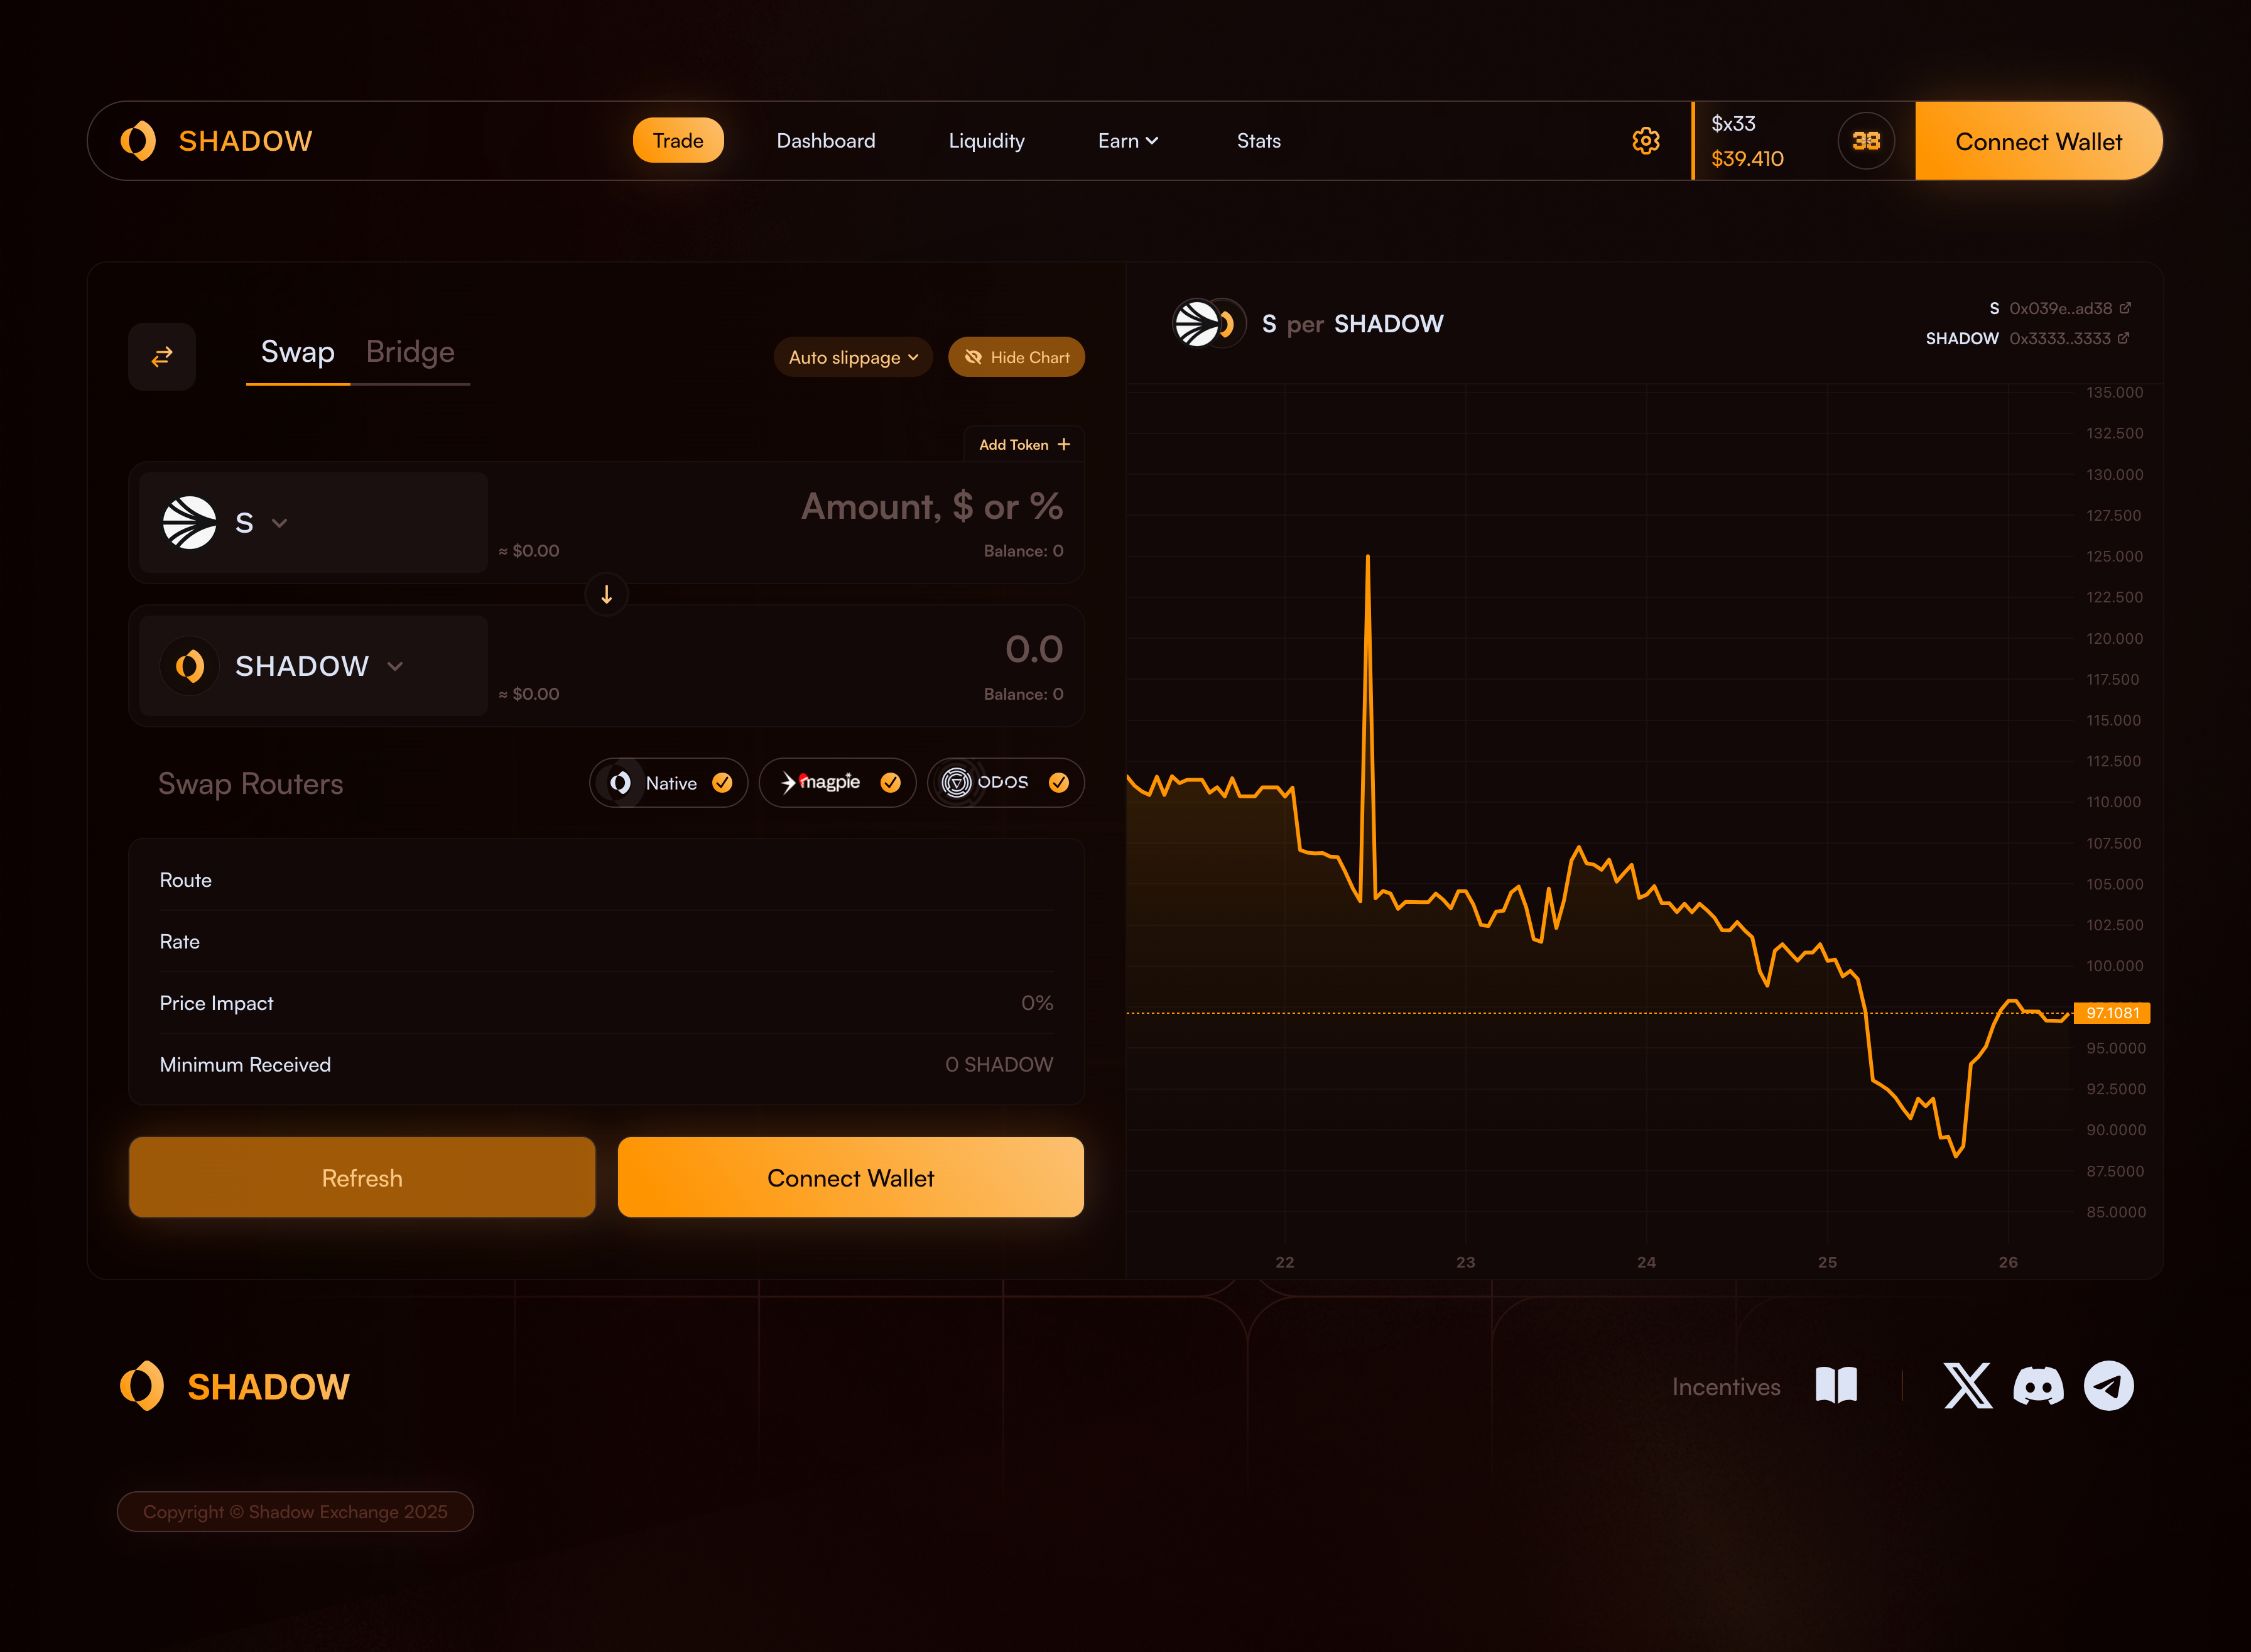 SHADOW
Trade
Dashboard
Liquidity
Earn
Stats
$x33
$39.410
33
Connect Wallet
Swap
Bridge
Auto slippage
Hide Chart
Add Token +
S
Amount, $ or %
≈ $0.00
Balance: 0
SHADOW
0.0
≈ $0.00
Balance: 0
Swap Routers
Native
magpie
ODOS
Route
Rate
Price Impact
0%
Minimum Received
0 SHADOW
Refresh
Connect Wallet
S per SHADOW
S 0x039e..ad38
SHADOW 0x3333..3333
135.000
132.500
130.000
127.500
125.000
122.500
120.000
117.500
115.000
112.500
110.000
107.500
105.000
102.500
100.000
97.1081
95.0000
92.5000
90.0000
87.5000
85.0000
22
23
24
25
26
SHADOW
Incentives
Copyright © Shadow Exchange 2025